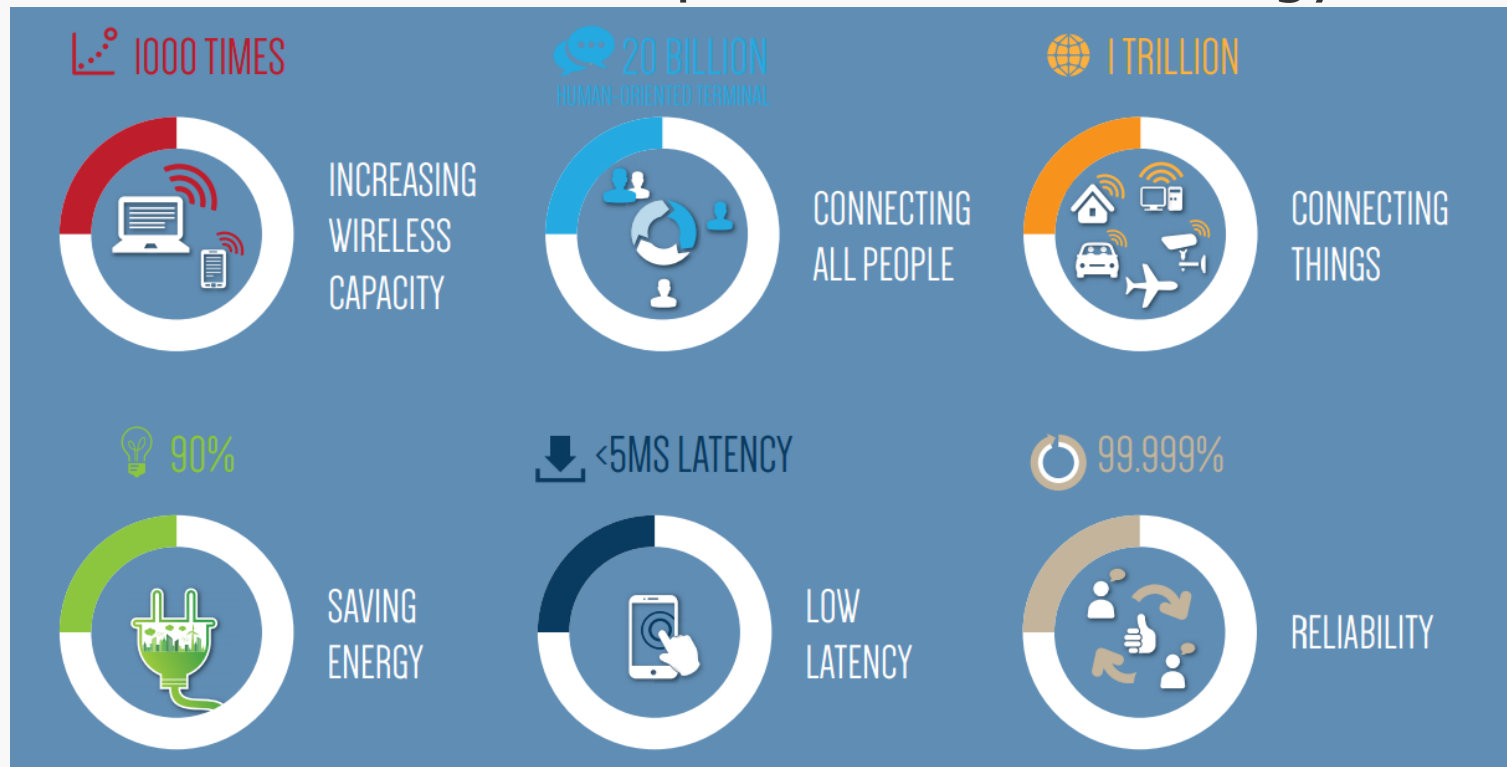 1000 TIMES
INCREASING
WIRELESS
CAPACITY
20 BILLION
HUMAN-ORIENTED TERMINAL
CONNECTING
ALL PEOPLE
1 TRILLION
CONNECTING
THINGS
90%
SAVING
ENERGY
<5MS LATENCY
LOW
LATENCY
99.999%
RELIABILITY